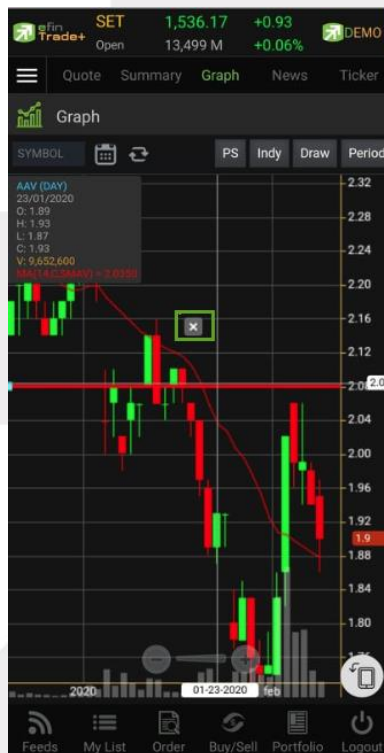 efin
Trade+
SET 1,536.17 +0.93
Open 13,499 M +0.06%
DEMO
Quote Summary Graph News Ticker
Graph
SYMBOL PS Indy Draw Period
AAV (DAY)
23/01/2020
O: 1.89
H: 1.93
L: 1.87
C: 1.93
V: 9,652,600
2.32
2.28
2.24
2.20
2.16
2.12
2.04
2.00
1.96
1.92
1.9
1.84
1.80
2020 01-23-2020 feb
Feeds My List Order Buy/Sell Portfolio Logout